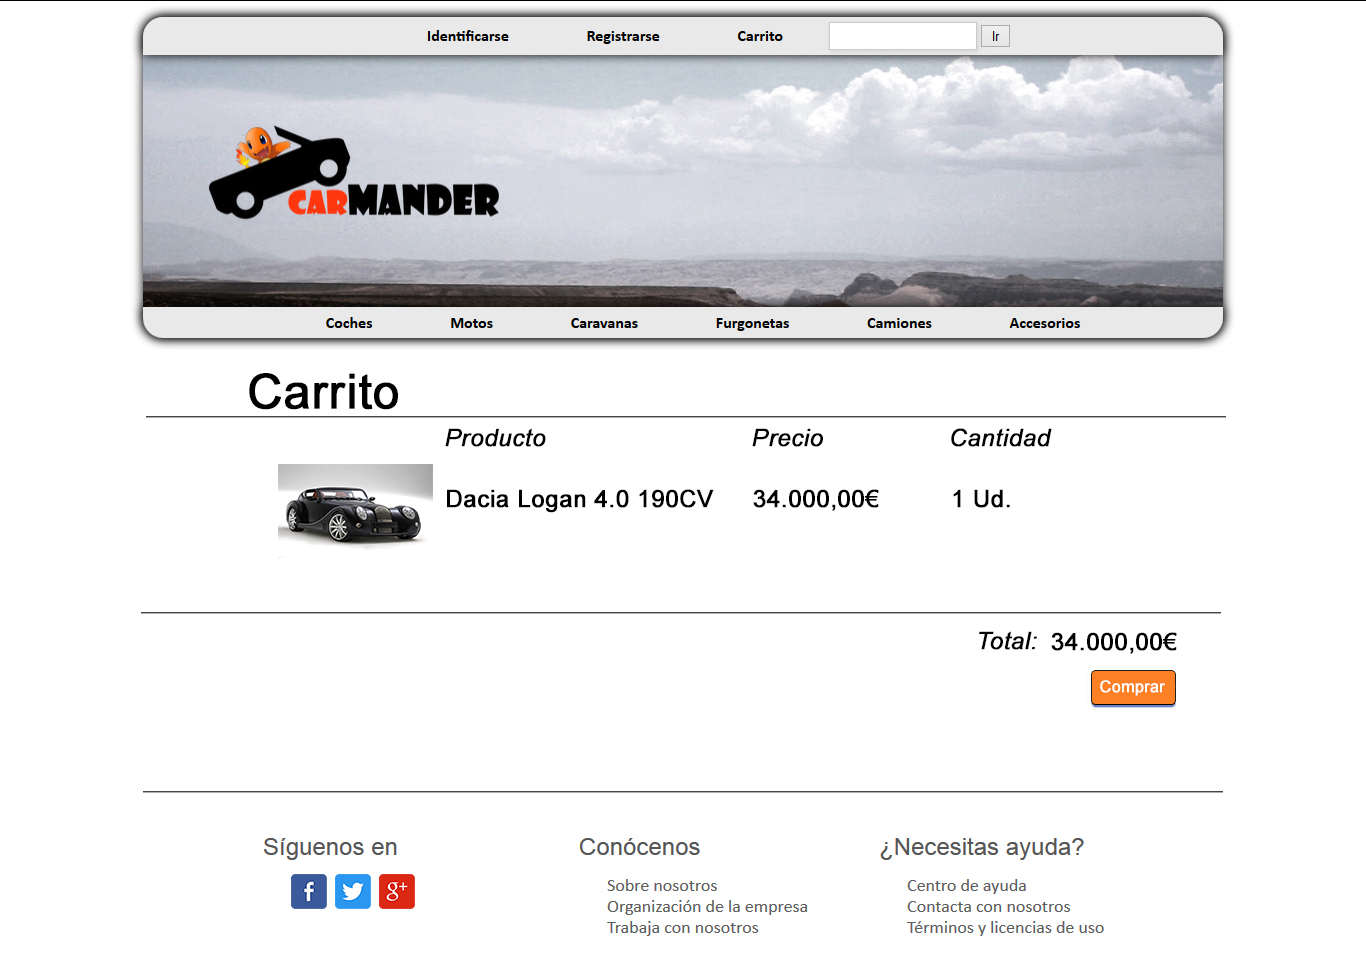 Identificarse Registrarse Carrito Ir
CARMANDER
Coches Motos Caravanas Furgonetas Camiones Accesorios
Carrito
Producto Precio Cantidad
Dacia Logan 4.0 190CV 34.000,00€ 1 Ud.
Total: 34.000,00€
Comprar
Síguenos en Conócenos ¿Necesitas ayuda?
f g+ Sobre nosotros Centro de ayuda
Organización de la empresa Contacta con nosotros
Trabaja con nosotros Términos y licencias de uso